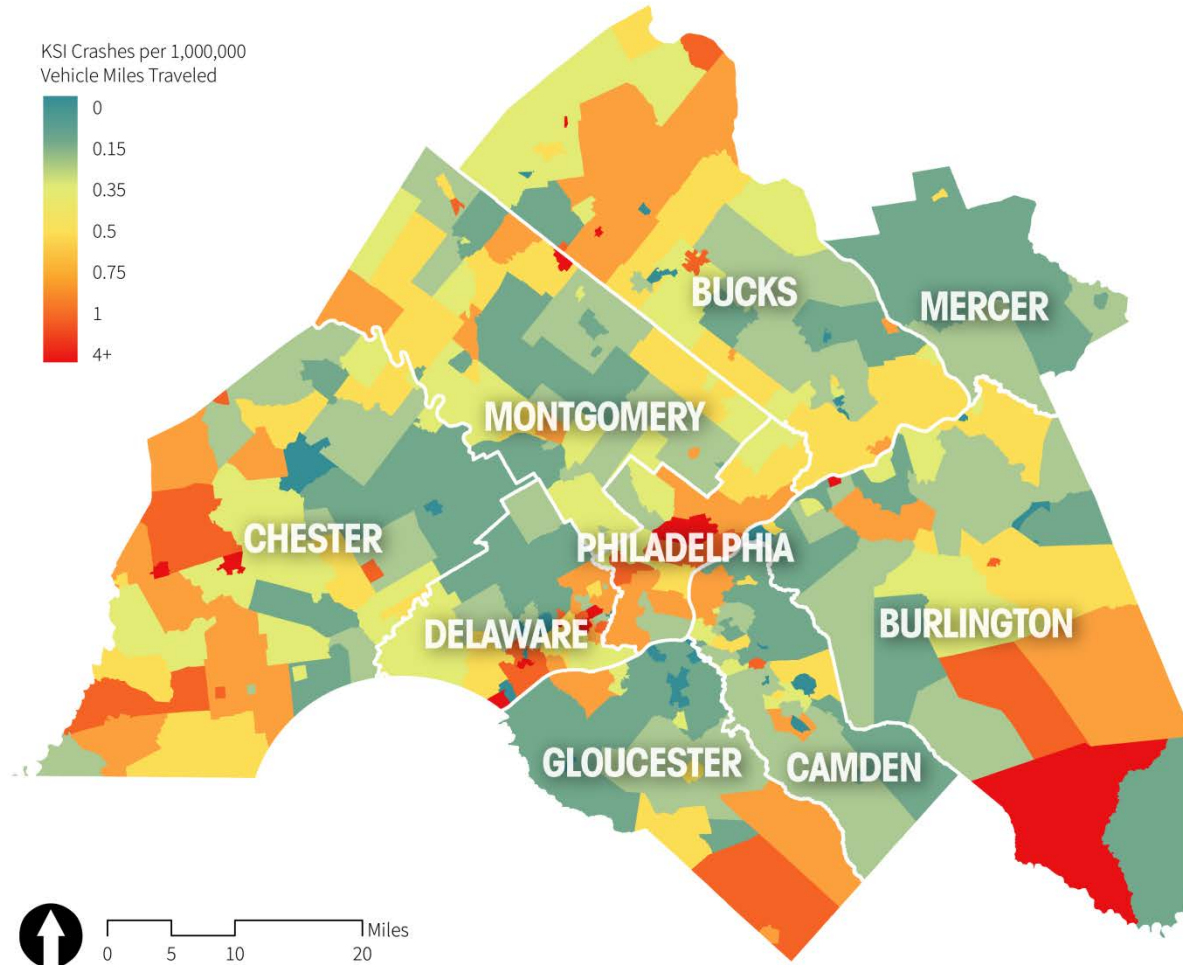 KSI Crashes per 1,000,000
Vehicle Miles Traveled
0
0.15
0.35
0.5
0.75
1
4+
BUCKS
MERCER
MONTGOMERY
CHESTER
PHILADELPHIA
DELAWARE
BURLINGTON
GLOUCESTER
CAMDEN
Miles
0 5 10 20